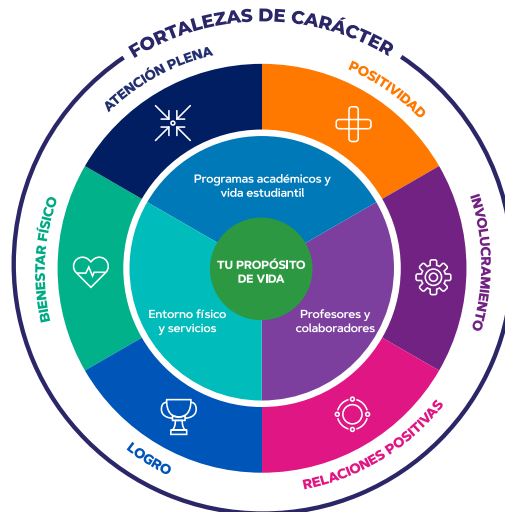 FORTALEZAS DE CARÁCTER
ATENCIÓN PLENA
POSITIVIDAD
BIENESTAR FÍSICO
INVOLUCRAMIENTO
LOGRO
RELACIONES POSITIVAS
Programas académicos y
vida estudiantil
TU PROPÓSITO
DE VIDA
Entorno físico
y servicios
Profesores y
colaboradores